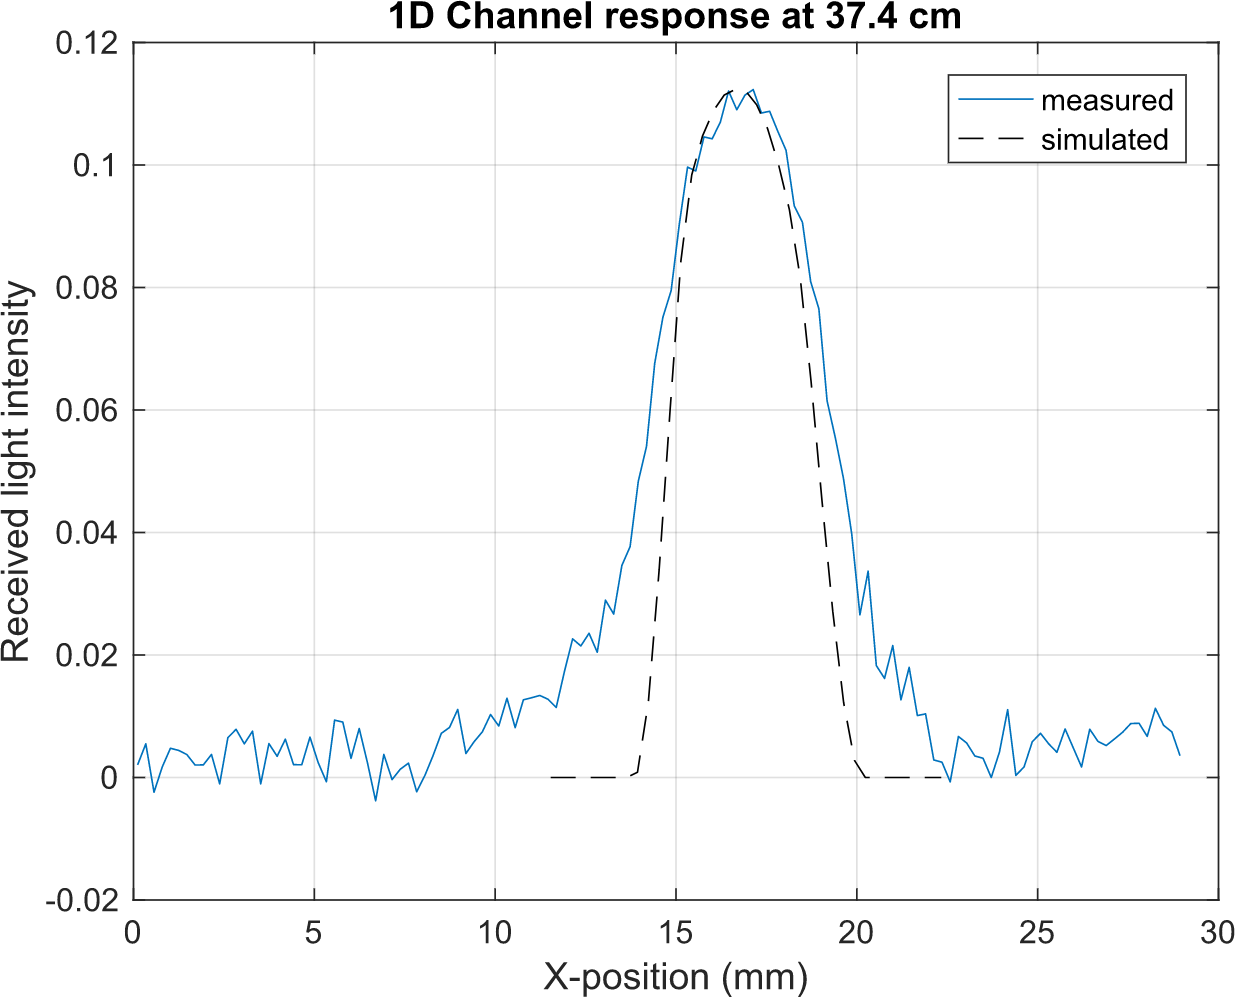 1D Channel response at 37.4 cm
0.12
0.1
0.08
0.06
0.04
0.02
0
-0.02
Received light intensity
measured
simulated
0 5 10 15 20 25 30
X-position (mm)